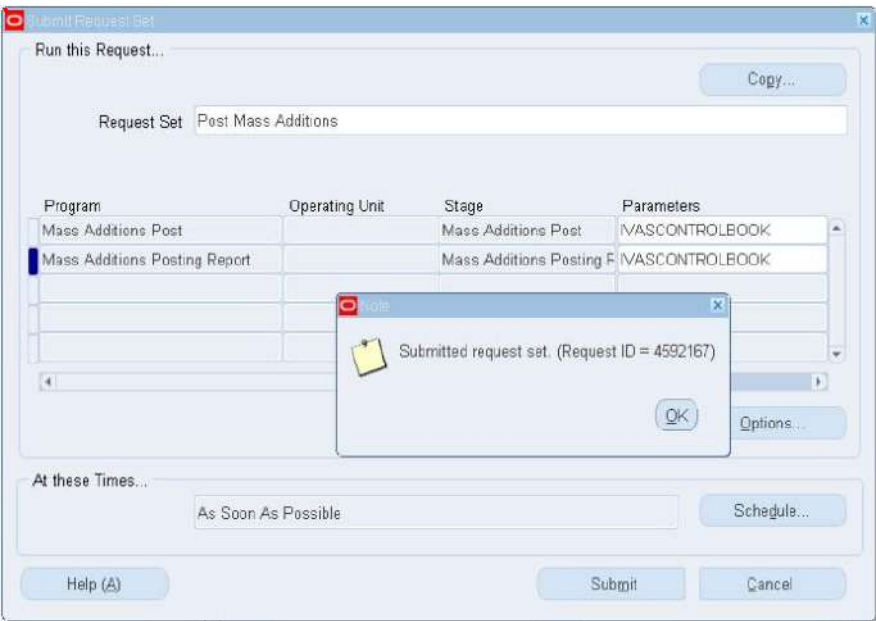 Submit Request Set
Run this Request...
Copy...
Request Set Post Mass Additions
Program Operating Unit Stage Parameters
Mass Additions Post Mass Additions Post IVASCONTROLBOOK
Mass Additions Posting Report Mass Additions Posting IVASCONTROLBOOK
Note
Submitted request set. (Request ID = 4592167)
OK
Options...
At these Times...
As Soon As Possible
Schedule...
Help (A) Submit Cancel